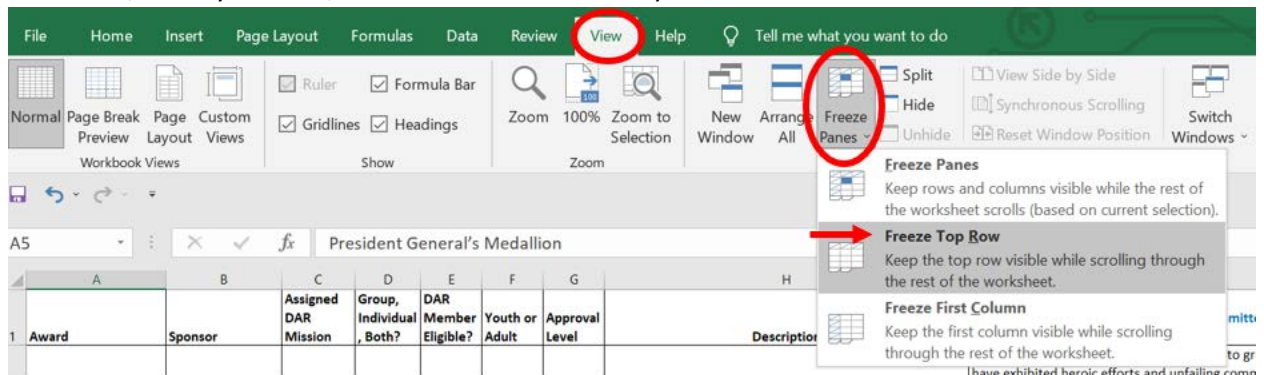 File Home Insert Page Layout Formulas Data Review View Help Tell me what you want to do
Normal Page Break Preview Page Layout Custom Views
Workbook Views
Ruler Formula Bar
Gridlines Headings
Show
Zoom 100% Zoom to Selection
Zoom
New Window Arrange All Freeze Panes
Split
Hide
Unhide
View Side by Side
Synchronous Scrolling
Reset Window Position
Switch Windows
Freeze Panes
Keep rows and columns visible while the rest of
the worksheet scrolls (based on current selection).
Freeze Top Row
Keep the top row visible while scrolling through
the rest of the worksheet.
Freeze First Column
Keep the first column visible while scrolling
through the rest of the worksheet.
A5 fx President General's Medallion
A B C D E F G H
1 Award Sponsor Assigned DAR Mission Group, Individual , Both? DAR Member Eligible? Youth or Adult Approval Level Description
have exhibited heroic efforts and unfailing